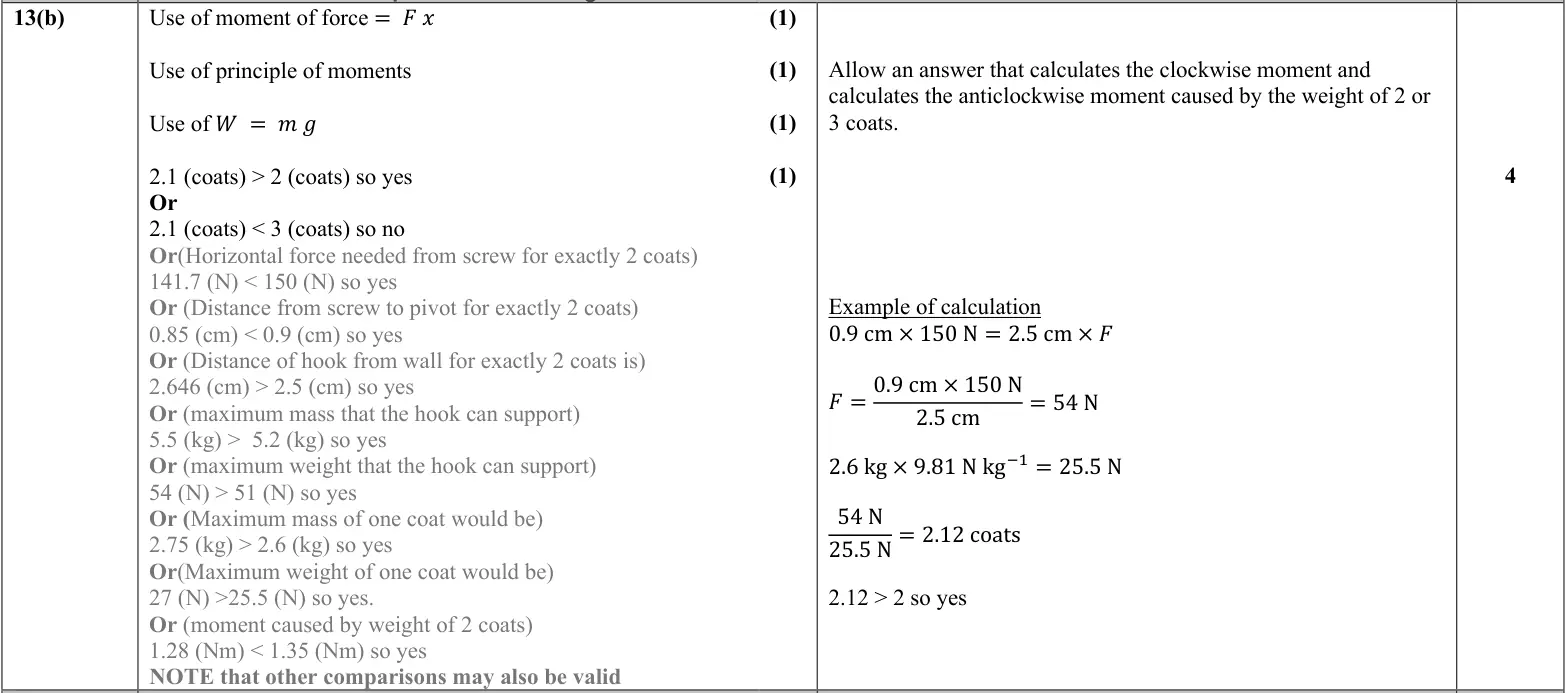 13(b)
Use of moment of force = F x (1)
Use of principle of moments (1)
Use of W = m g (1)
2.1 (coats) > 2 (coats) so yes (1)
Or
2.1 (coats) < 3 (coats) so no
Or(Horizontal force needed from screw for exactly 2 coats)
141.7 (N) < 150 (N) so yes
Or (Distance from screw to pivot for exactly 2 coats)
0.85 (cm) < 0.9 (cm) so yes
Or (Distance of hook from wall for exactly 2 coats is)
2.646 (cm) > 2.5 (cm) so yes
Or (maximum mass that the hook can support)
5.5 (kg) > 5.2 (kg) so yes
Or (maximum weight that the hook can support)
54 (N) > 51 (N) so yes
Or (Maximum mass of one coat would be)
2.75 (kg) > 2.6 (kg) so yes
Or(Maximum weight of one coat would be)
27 (N) >25.5 (N) so yes.
Or (moment caused by weight of 2 coats)
1.28 (Nm) < 1.35 (Nm) so yes
NOTE that other comparisons may also be valid
Allow an answer that calculates the clockwise moment and
calculates the anticlockwise moment caused by the weight of 2 or
3 coats.
Example of calculation
0.9 cm × 150 N = 2.5 cm × F
F = 0.9 cm × 150 N / 2.5 cm = 54 N
2.6 kg × 9.81 N kg⁻¹ = 25.5 N
54 N / 25.5 N = 2.12 coats
2.12 > 2 so yes
4